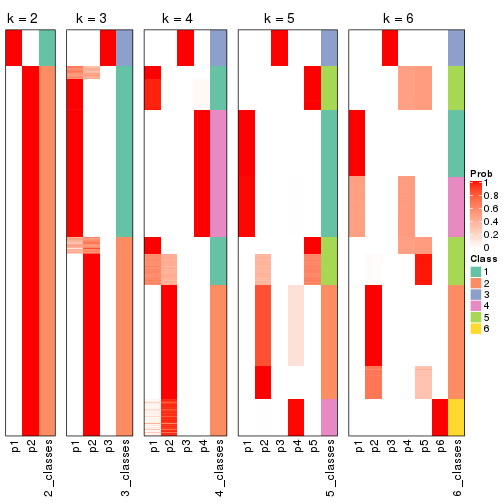 k = 2
k = 3
k = 4
k = 5
k = 6
p1
p2
2_classes
p1
p2
p3
3_classes
p1
p2
p3
p4
4_classes
p1
p2
p3
p4
p5
5_classes
p1
p2
p3
p4
p5
p6
6_classes
Prob
1
0.8
0.6
0.4
0.2
0
Class
1
2
3
4
5
6